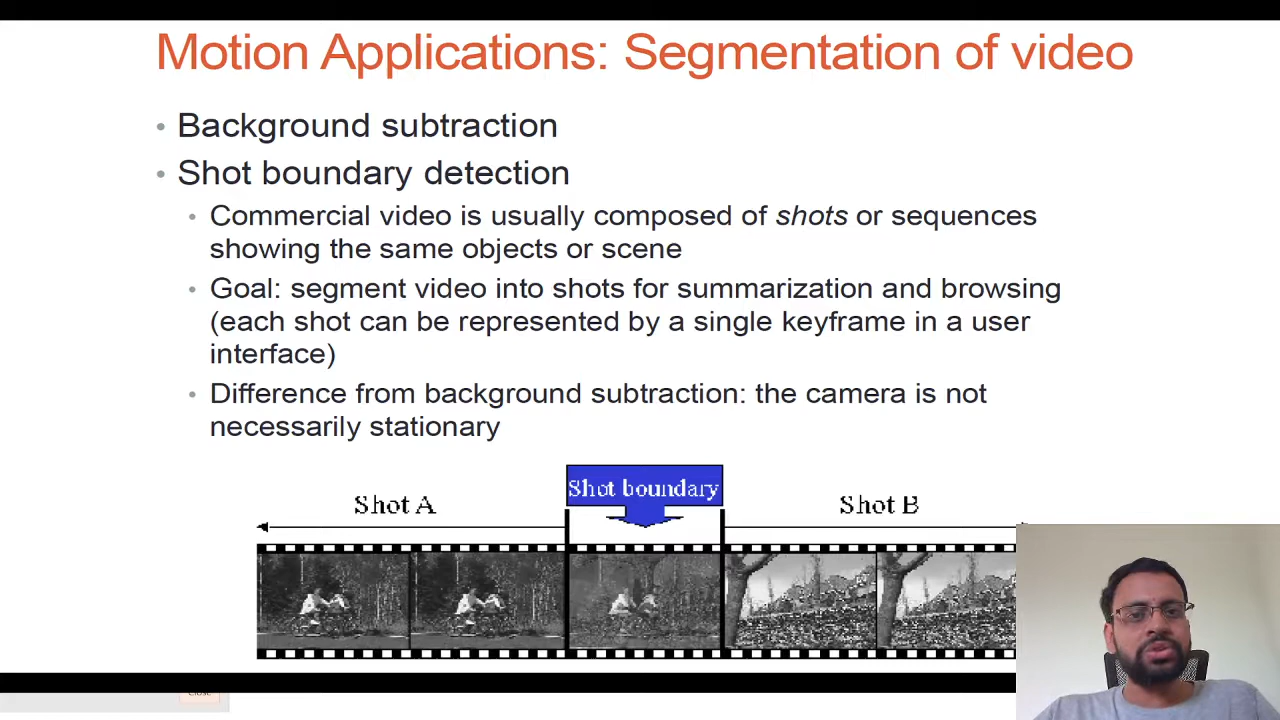 Motion Applications: Segmentation of video
• Background subtraction
• Shot boundary detection
• Commercial video is usually composed of shots or sequences
showing the same objects or scene
• Goal: segment video into shots for summarization and browsing
(each shot can be represented by a single keyframe in a user
interface)
• Difference from background subtraction: the camera is not
necessarily stationary
Shot A
Shot boundary
Shot B
Close